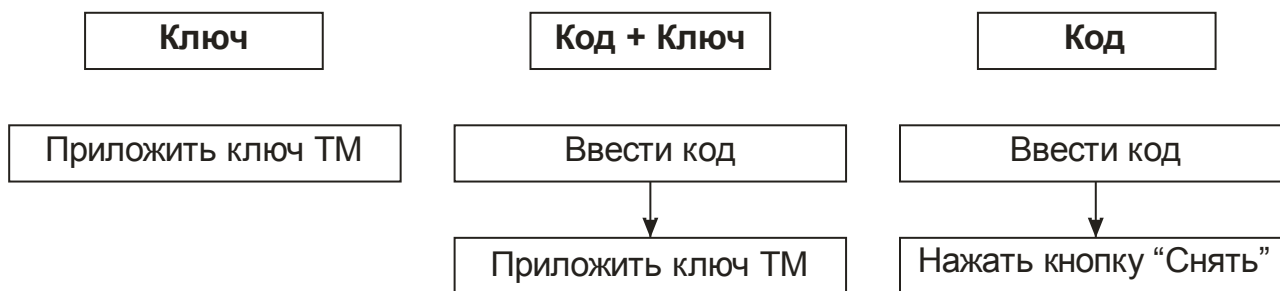 Ключ
Код + Ключ
Код
Приложить ключ ТМ
Ввести код
Ввести код
Приложить ключ ТМ
Нажать кнопку “Снять”